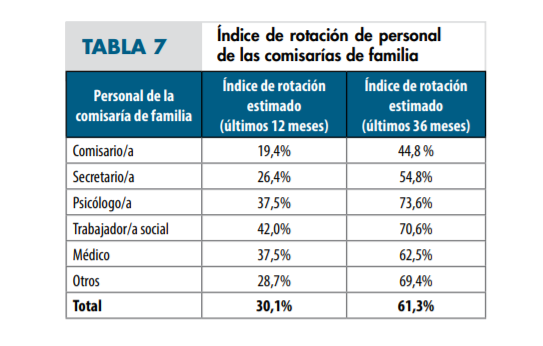 TABLA 7
Índice de rotación de personal
de las comisarías de familia
Personal de la
comisaría de familia
Índice de rotación
estimado
(últimos 12 meses)
Índice de rotación
estimado
(últimos 36 meses)
Comisario/a 19,4% 44,8 %
Secretario/a 26,4% 54,8%
Psicólogo/a 37,5% 73,6%
Trabajador/a social 42,0% 70,6%
Médico 37,5% 62,5%
Otros 28,7% 69,4%
Total 30,1% 61,3%